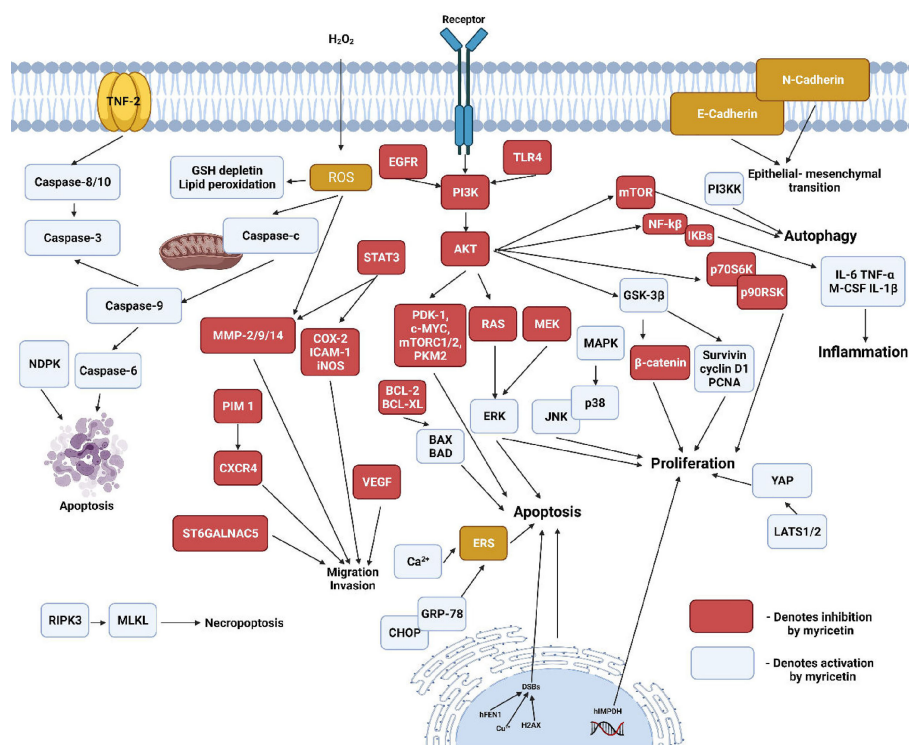 Receptor
H₂O₂
N-Cadherin
TNF-2
E-Cadherin
EGFR
TLR4
GSH depletin
Lipid peroxidation
ROS
Caspase-8/10
PI3K
PI3KK
Epithelial- mesenchymal
transition
mTOR
NF-kβ
IKBs
Autophagy
Caspase-3
Caspase-c
AKT
STAT3
p70S6K
p90RSK
IL-6 TNF-α
M-CSF IL-1β
GSK-3β
Caspase-9
MMP-2/9/14
COX-2
ICAM-1
iNOS
PDK-1,
c-MYC,
mTORC1/2,
PKM2
RAS
MEK
MAPK
β-catenin
Survivin
cyclin D1
PCNA
Inflammation
NDPK
Caspase-6
PIM 1
BCL-2
BCL-XL
ERK
JNK
p38
BAX
BAD
CXCR4
Proliferation
VEGF
YAP
Apoptosis
Apoptosis
ST6GALNAC5
LATS1/2
ERS
Ca²⁺
Migration
Invasion
GRP-78
CHOP
RIPK3
MLKL
Necropoptosis
- Denotes inhibition
by myricetin
- Denotes activation
by myricetin
DSBs
hFEN1
Cu²⁺
H2AX
hIMPDH